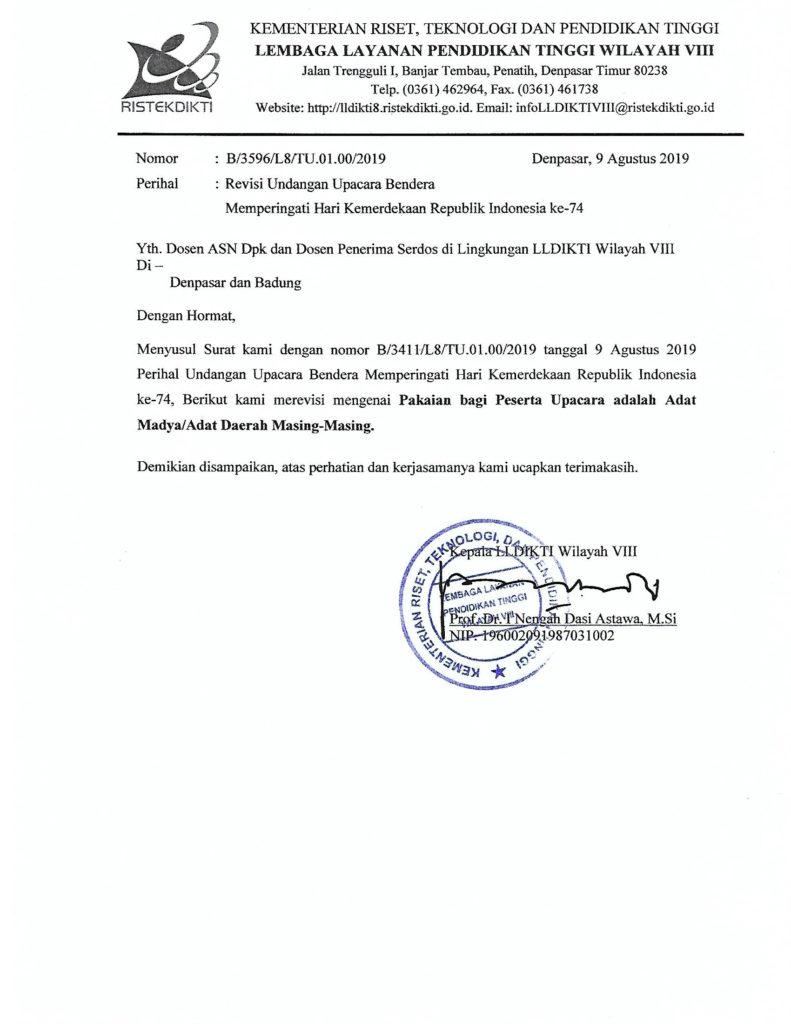 KEMENTERIAN RISET, TEKNOLOGI DAN PENDIDIKAN TINGGI
LEMBAGA LAYANAN PENDIDIKAN TINGGI WILAYAH VIII
Jalan Trengguli I, Banjar Tembau, Penatih, Denpasar Timur 80238
Telp. (0361) 462964, Fax. (0361) 461738
Website: http://lldikti8.ristekdikti.go.id. Email: infoLLDIKTIVIII@ristekdikti.go.id
RISTEKDIKTI
Nomor : B/3596/L8/TU.01.00/2019 Denpasar, 9 Agustus 2019
Perihal : Revisi Undangan Upacara Bendera
Memperingati Hari Kemerdekaan Republik Indonesia ke-74
Yth. Dosen ASN Dpk dan Dosen Penerima Serdos di Lingkungan LLDIKTI Wilayah VIII
Di –
Denpasar dan Badung
Dengan Hormat,
Menyusul Surat kami dengan nomor B/3411/L8/TU.01.00/2019 tanggal 9 Agustus 2019
Perihal Undangan Upacara Bendera Memperingati Hari Kemerdekaan Republik Indonesia
ke-74, Berikut kami merevisi mengenai Pakaian bagi Peserta Upacara adalah Adat
Madya/Adat Daerah Masing-Masing.
Demikian disampaikan, atas perhatian dan kerjasamanya kami ucapkan terimakasih.
Kepala LLDIKTI Wilayah VIII
Prof. Dr. I Nengah Dasi Astawa, M.Si
NIP. 196002091987031002
KEMENTERIAN RISET, TEKNOLOGI, DAN PENDIDIKAN TINGGI
LEMBAGA LAYANAN
PENDIDIKAN TINGGI
WILAYAH VIII